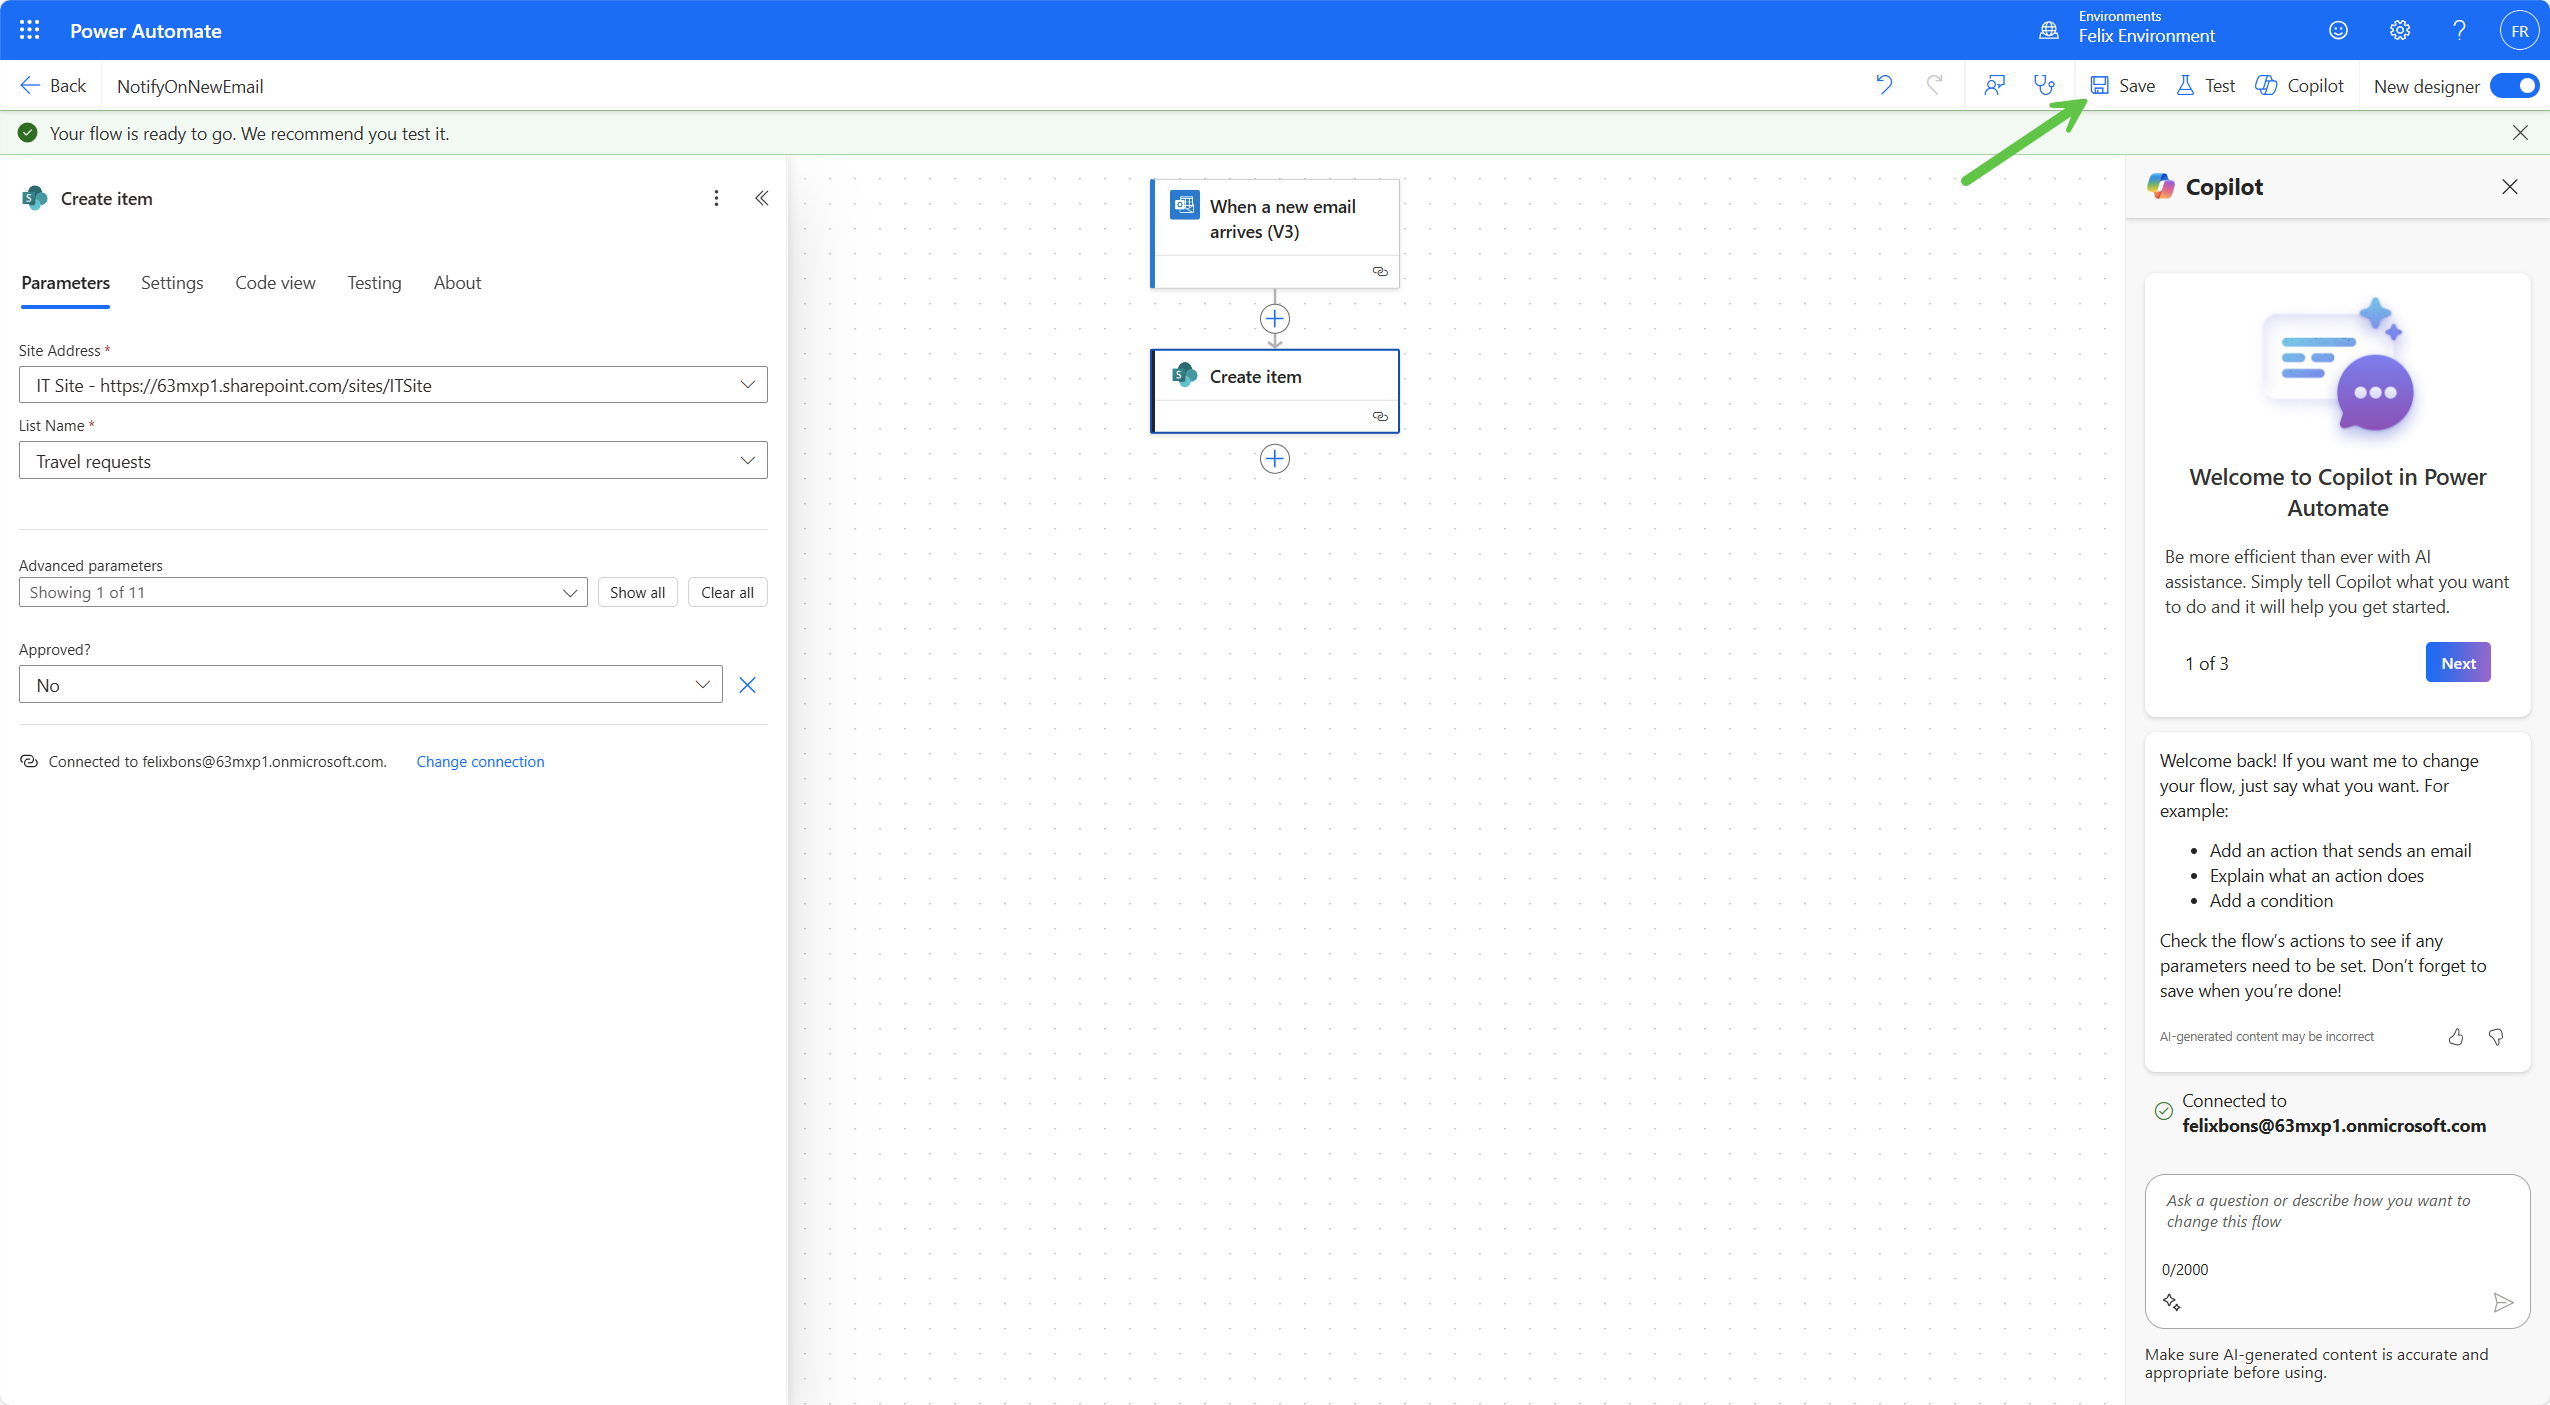 Power Automate
Environments
Felix Environment
FR
Back
NotifyOnNewEmail
Save
Test
Copilot
New designer
Your flow is ready to go. We recommend you test it.
Create item
Parameters
Settings
Code view
Testing
About
Site Address *
IT Site - https://63mxp1.sharepoint.com/sites/ITSite
List Name *
Travel requests
Advanced parameters
Showing 1 of 11
Show all
Clear all
Approved?
No
Connected to felixbons@63mxp1.onmicrosoft.com.
Change connection
When a new email
arrives (V3)
Create item
Copilot
Welcome to Copilot in Power
Automate
Be more efficient than ever with AI
assistance. Simply tell Copilot what you want
to do and it will help you get started.
1 of 3
Next
Welcome back! If you want me to change
your flow, just say what you want. For
example:
• Add an action that sends an email
• Explain what an action does
• Add a condition
Check the flow’s actions to see if any
parameters need to be set. Don’t forget to
save when you’re done!
AI-generated content may be incorrect
Connected to
felixbons@63mxp1.onmicrosoft.com
Ask a question or describe how you want to
change this flow
0/2000
Make sure AI-generated content is accurate and
appropriate before using.